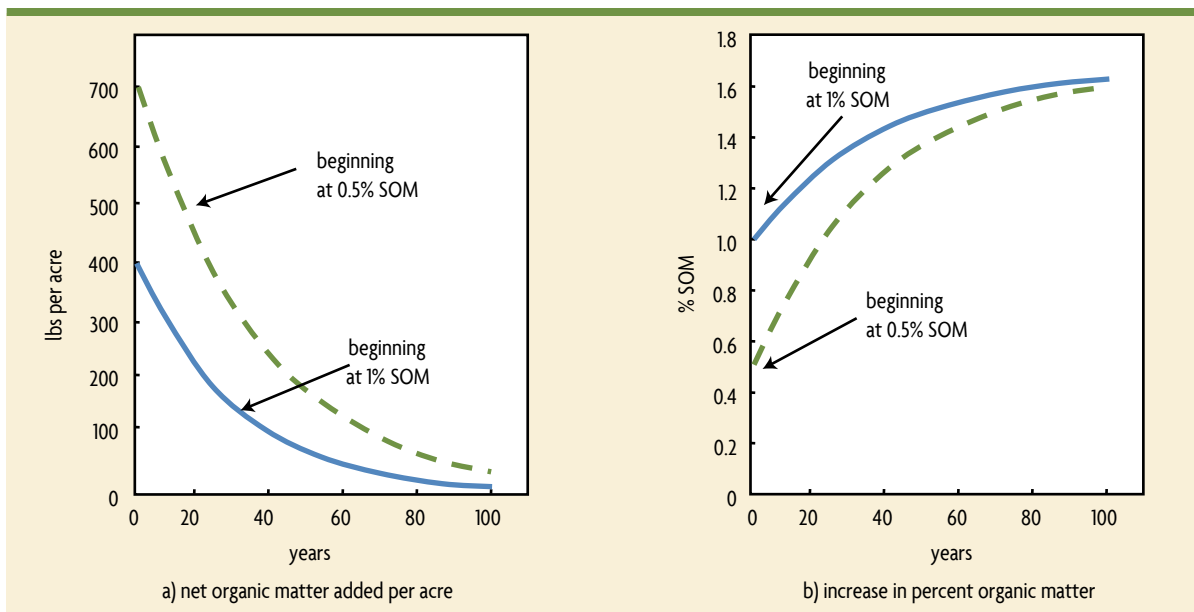 700
600
500
400
300
200
100
0
lbs per acre
beginning
at 0.5% SOM
beginning
at 1% SOM
0 20 40 60 80 100
years
a) net organic matter added per acre
1.8
1.6
1.4
1.2
1.0
0.8
0.6
0.4
0.2
0
% SOM
beginning
at 1% SOM
beginning
at 0.5% SOM
0 20 40 60 80 100
years
b) increase in percent organic matter